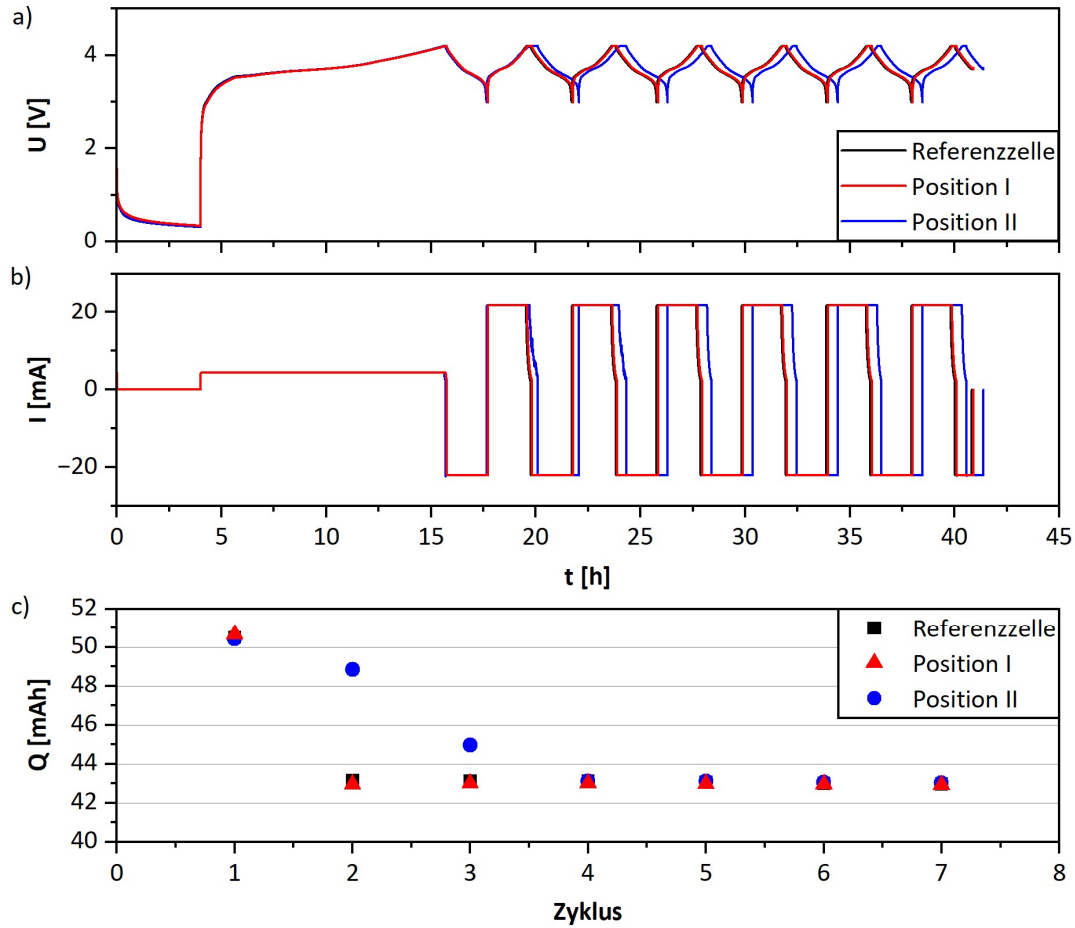 a)
4
2
0
U [V]
Referenzzelle
Position I
Position II
b)
20
0
−20
I [mA]
0 5 10 15 20 25 30 35 40 45
t [h]
c)
52
50
48
46
44
42
40
Q [mAh]
Referenzzelle
Position I
Position II
0 1 2 3 4 5 6 7 8
Zyklus